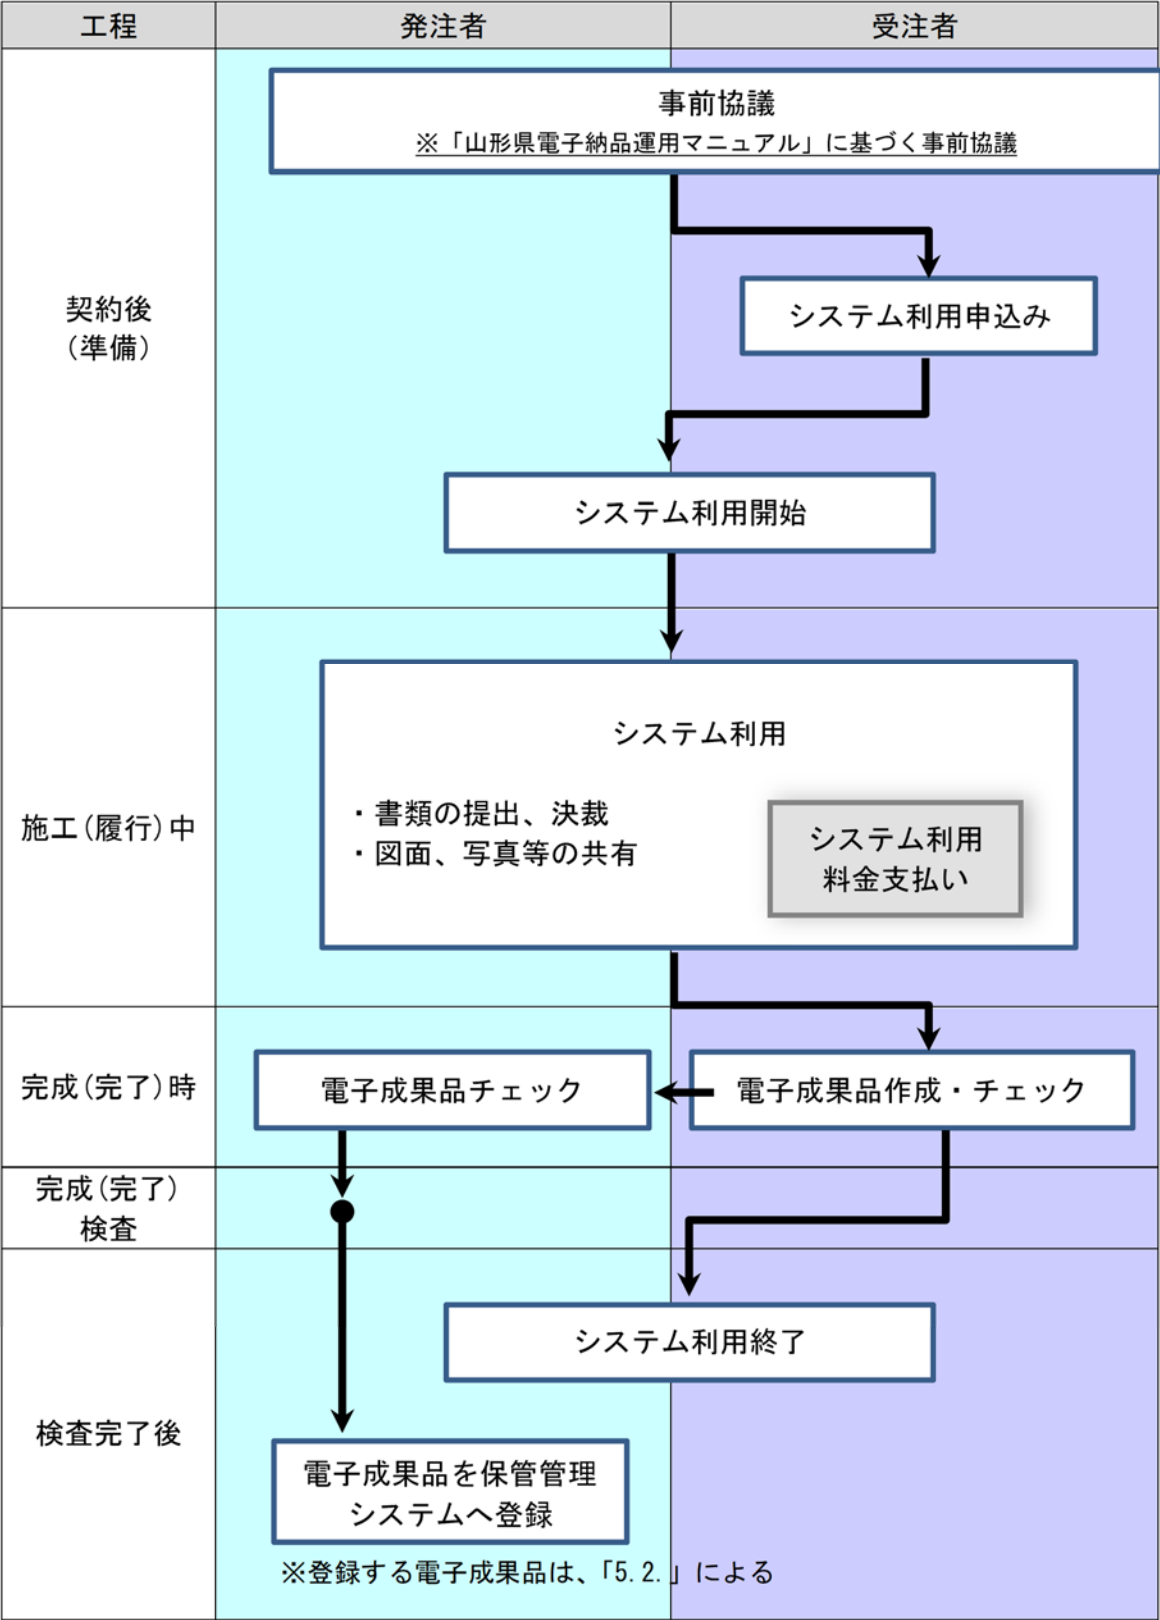 工程
発注者
受注者
事前協議
※「山形県電子納品運用マニュアル」に基づく事前協議
契約後
（準備）
システム利用申込み
システム利用開始
施工(履行)中
システム利用
・書類の提出、決裁
・図面、写真等の共有
システム利用
料金支払い
完成(完了)時
電子成果品チェック
電子成果品作成・チェック
完成(完了)
検査
検査完了後
システム利用終了
電子成果品を保管管理
システムへ登録
※登録する電子成果品は、「5.2.」による